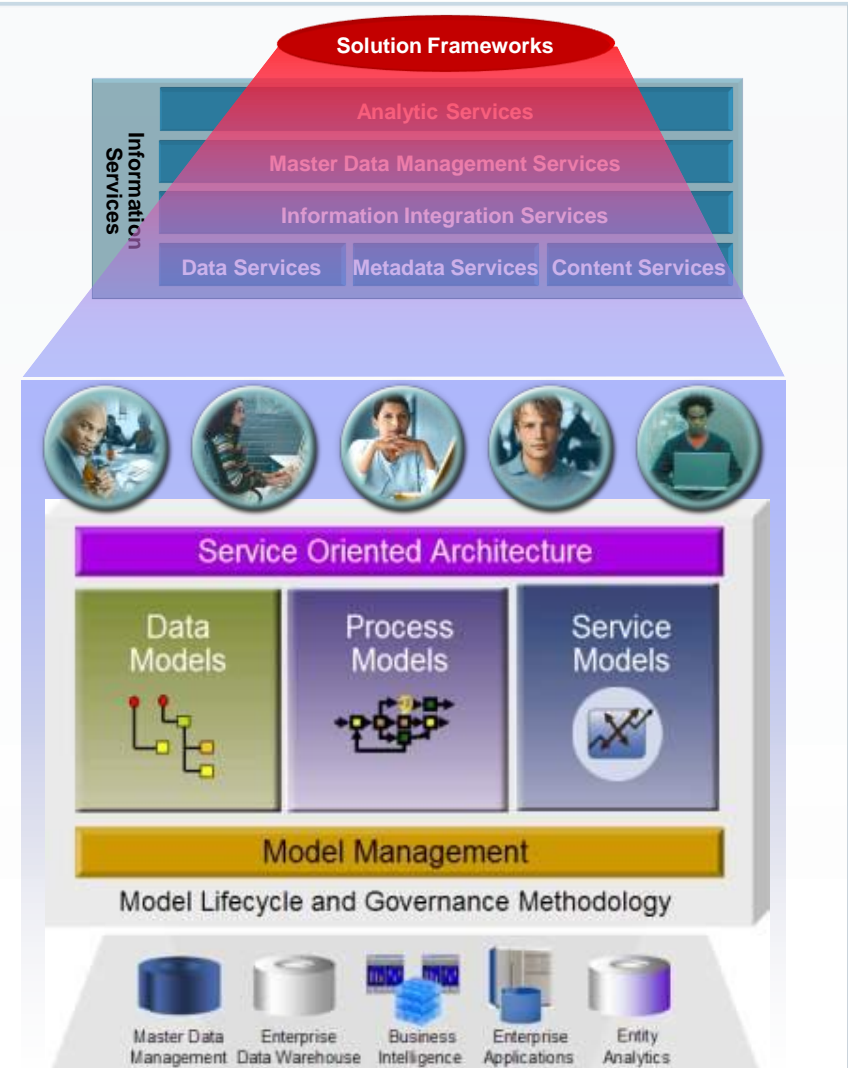 Solution Frameworks
Information
Services
Analytic Services
Master Data Management Services
Information Integration Services
Data Services
Metadata Services
Content Services
Service Oriented Architecture
Data
Models
Process
Models
Service
Models
Model Management
Model Lifecycle and Governance Methodology
Master Data
Management
Enterprise
Data Warehouse
Business
Intelligence
Enterprise
Applications
Entity
Analytics